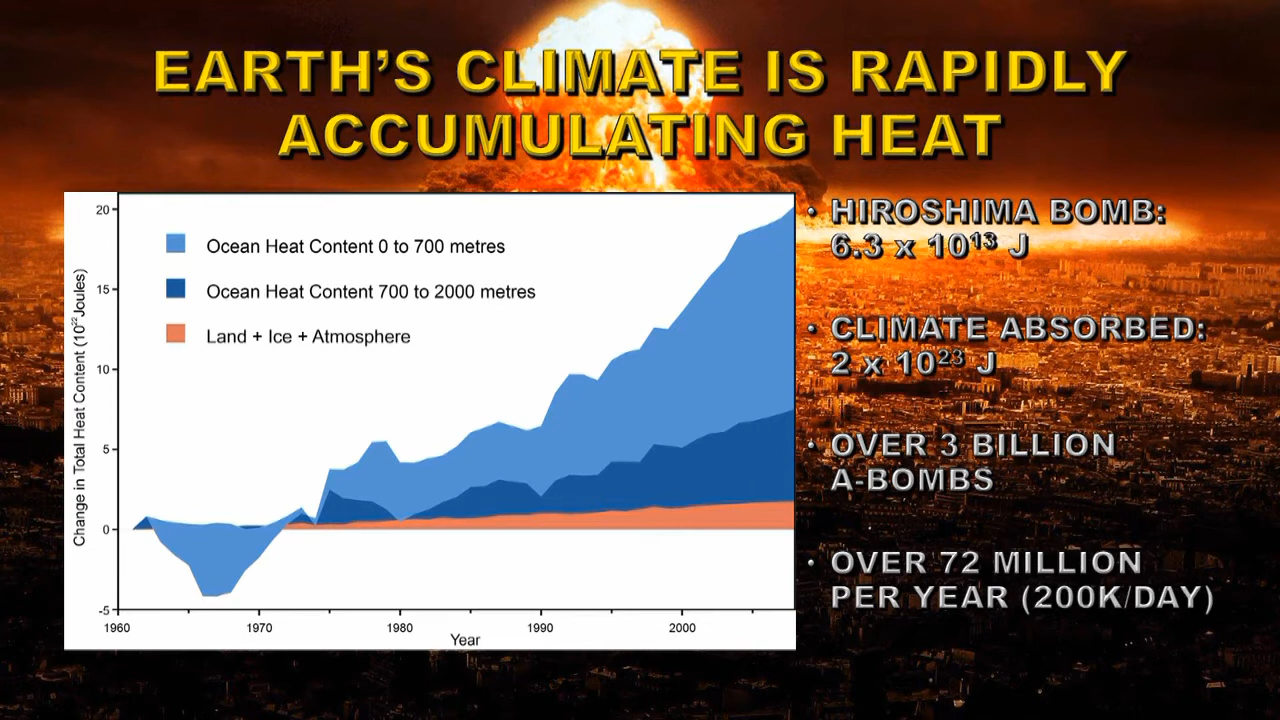 EARTH'S CLIMATE IS RAPIDLY
ACCUMULATING HEAT
20
15
10
5
0
-5
Change in Total Heat Content (10²²Joules)
Ocean Heat Content 0 to 700 metres
Ocean Heat Content 700 to 2000 metres
Land + Ice + Atmosphere
1960 1970 1980 1990 2000
Year
• HIROSHIMA BOMB:
6.3 x 10¹³ J
• CLIMATE ABSORBED:
2 x 10²³ J
• OVER 3 BILLION
A-BOMBS
• OVER 72 MILLION
PER YEAR (200K/DAY)